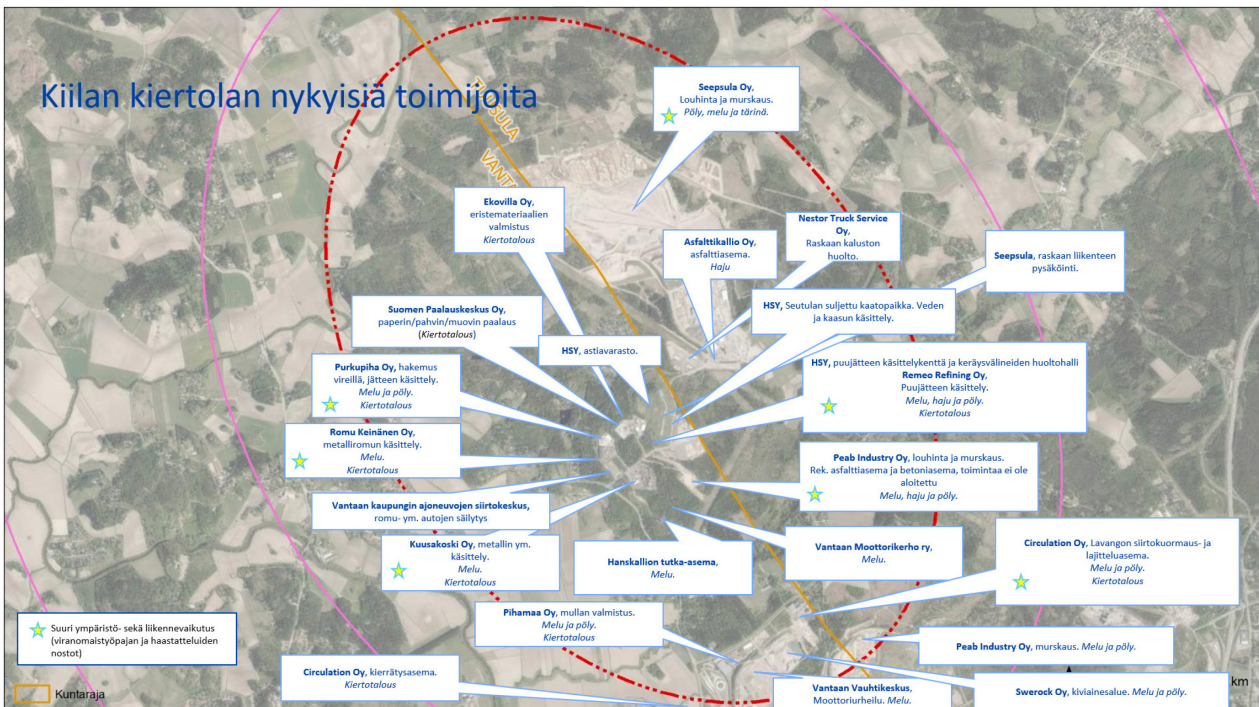 Kiilan kiertolan nykyisiä toimijoita
TUUSULA
Seepsula Oy,
Louhinta ja murskaus.
Pöly, melu ja tärinä.
Ekovilla Oy,
eristemateriaalien
valmistus
Kiertotalous
Asfalttikallio Oy,
asfalttiasema.
Haju
Nestor Truck Service
Oy,
Raskaan kaluston
huolto.
Seepsula, raskaan liikenteen
pysäköinti.
Suomen Paalauskeskus Oy,
paperin/pahvin/muovin paalaus
(Kiertotalous)
HSY, astiavarasto.
HSY, Seutulan suljettu kaatopaikka. Veden
ja kaasun käsittely.
Purkupiha Oy, hakemus
vireillä, jätteen käsittely.
Melu ja pöly.
Kiertotalous
HSY, puujätteen käsittelykenttä ja keräysvälineiden huoltohalli
Remeo Refining Oy,
Puujätteen käsittely.
Melu, haju ja pöly.
Kiertotalous
Romu Keinänen Oy,
metalliromun käsittely.
Melu.
Kiertotalous
Peab Industry Oy, louhinta ja murskaus.
Rek. asfalttiasema ja betoniasema, toimintaa ei ole
aloitettu
Melu, haju ja pöly.
Vantaan kaupungin ajoneuvojen siirtokeskus,
romu- ym. autojen säilytys
Kuusakoski Oy, metallin ym.
käsittely.
Melu.
Kiertotalous
Hanskallion tutka-asema,
Melu.
Vantaan Moottorikerho ry,
Melu.
Circulation Oy, Lavangon siirtokuormaus- ja
lajitteluasema.
Melu ja pöly.
Kiertotalous
Pihamaa Oy, mullan valmistus.
Melu ja pöly.
Kiertotalous
Suuri ympäristö- sekä liikennevaikutus
(viranomaistyöpajan ja haastatteluiden
nostot)
Peab Industry Oy, murskaus. Melu ja pöly.
Circulation Oy, kierrätysasema.
Kiertotalous
Vantaan Vauhtikeskus,
Moottoriurheilu. Melu.
Swerock Oy, kiviainesalue. Melu ja pöly.
Kuntaraja
km